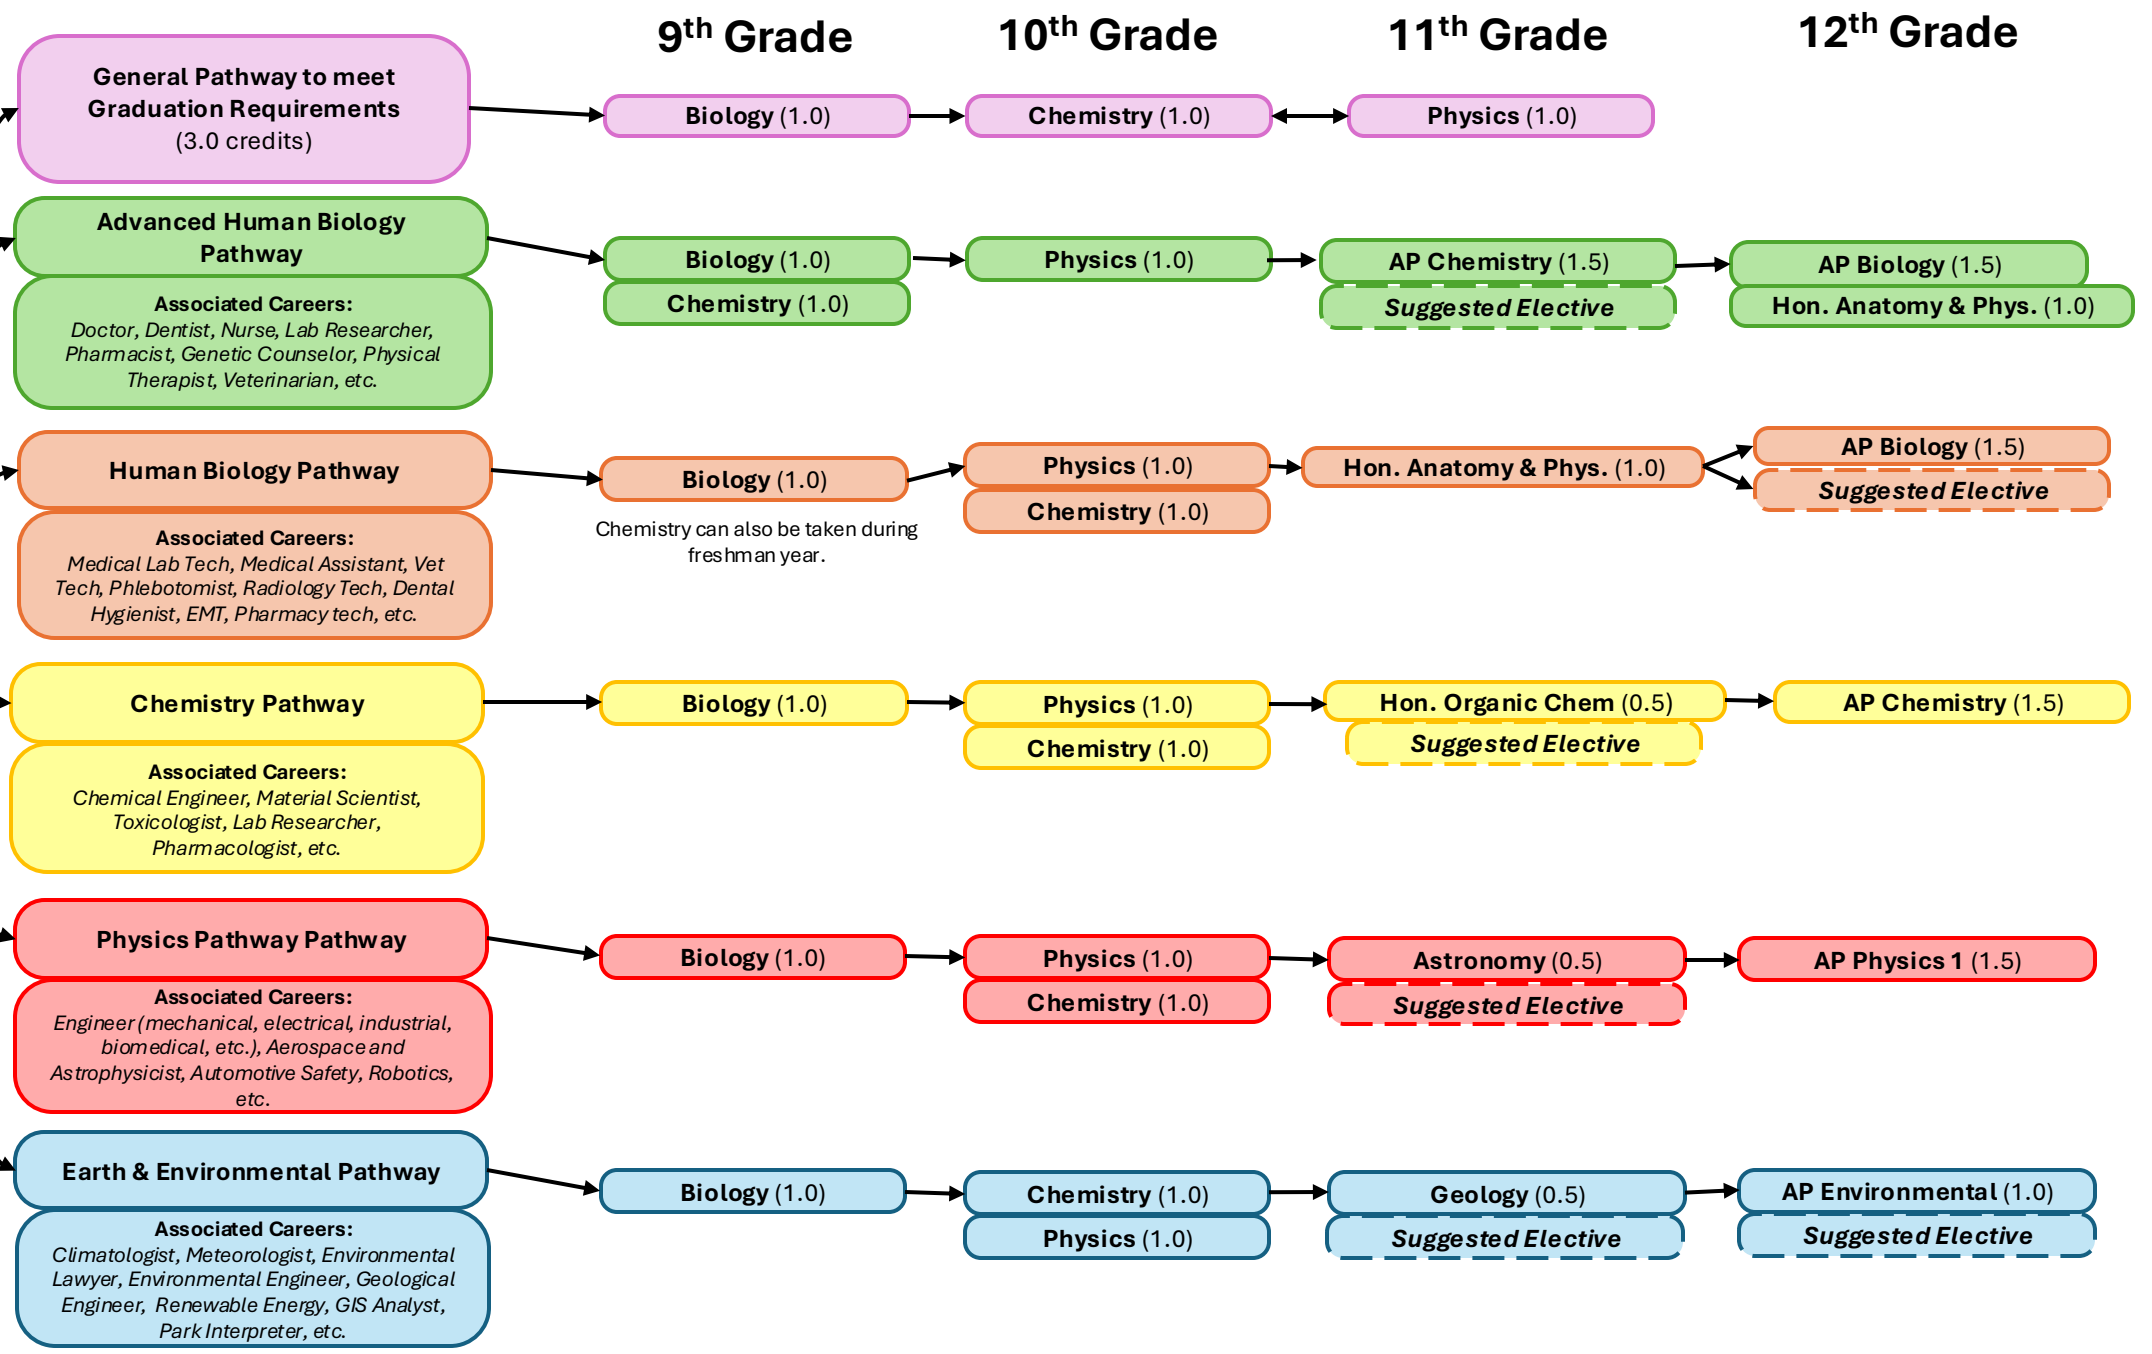 9th Grade
10th Grade
11th Grade
12th Grade
General Pathway to meet
Graduation Requirements
(3.0 credits)
Biology (1.0)
Chemistry (1.0)
Physics (1.0)
Advanced Human Biology
Pathway
Associated Careers:
Doctor, Dentist, Nurse, Lab Researcher,
Pharmacist, Genetic Counselor, Physical
Therapist, Veterinarian, etc.
Biology (1.0)
Chemistry (1.0)
Physics (1.0)
AP Chemistry (1.5)
Suggested Elective
AP Biology (1.5)
Hon. Anatomy & Phys. (1.0)
Human Biology Pathway
Associated Careers:
Medical Lab Tech, Medical Assistant, Vet
Tech, Phlebotomist, Radiology Tech, Dental
Hygienist, EMT, Pharmacy tech, etc.
Biology (1.0)
Chemistry can also be taken during
freshman year.
Physics (1.0)
Chemistry (1.0)
Hon. Anatomy & Phys. (1.0)
AP Biology (1.5)
Suggested Elective
Chemistry Pathway
Associated Careers:
Chemical Engineer, Material Scientist,
Toxicologist, Lab Researcher,
Pharmacologist, etc.
Biology (1.0)
Physics (1.0)
Chemistry (1.0)
Hon. Organic Chem (0.5)
Suggested Elective
AP Chemistry (1.5)
Physics Pathway Pathway
Associated Careers:
Engineer (mechanical, electrical, industrial,
biomedical, etc.), Aerospace and
Astrophysicist, Automotive Safety, Robotics,
etc.
Biology (1.0)
Physics (1.0)
Chemistry (1.0)
Astronomy (0.5)
Suggested Elective
AP Physics 1 (1.5)
Earth & Environmental Pathway
Associated Careers:
Climatologist, Meteorologist, Environmental
Lawyer, Environmental Engineer, Geological
Engineer, Renewable Energy, GIS Analyst,
Park Interpreter, etc.
Biology (1.0)
Chemistry (1.0)
Physics (1.0)
Geology (0.5)
Suggested Elective
AP Environmental (1.0)
Suggested Elective